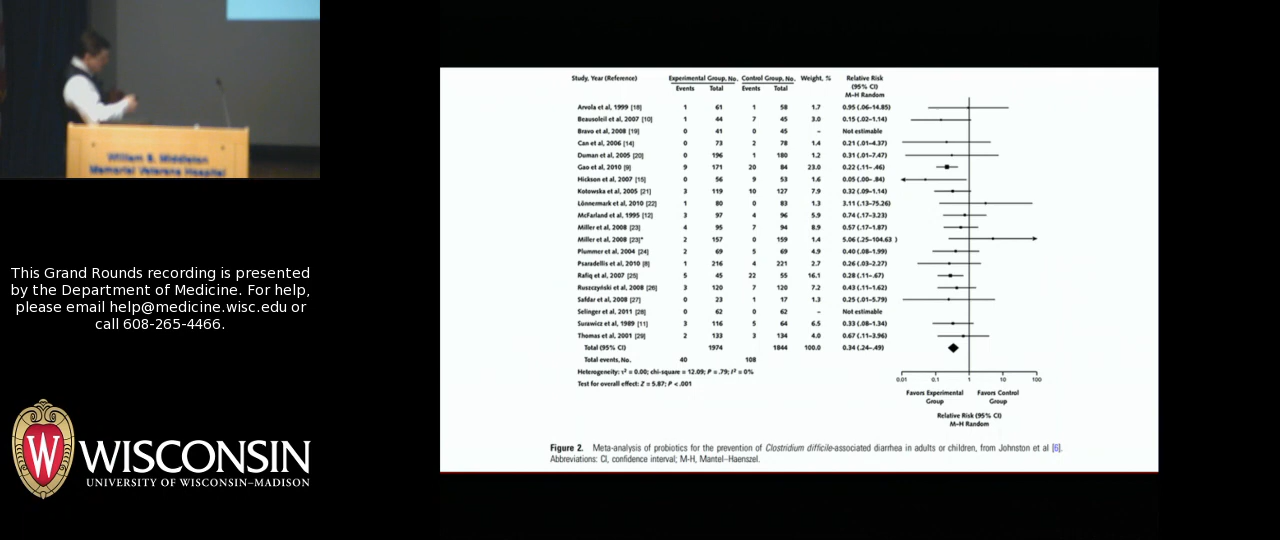 William S. Middleton
Memorial Veterans Hospital
This Grand Rounds recording is presented
by the Department of Medicine. For help,
please email help@medicine.wisc.edu or
call 608-265-4466.
W
WISCONSIN
UNIVERSITY OF WISCONSIN–MADISON
Study, Year (Reference) Experimental Group, No. Control Group, No. Weight, % Relative Risk
Events Total Events Total (95% CI)
M–H Random
Arvola et al, 1999 [18] 1 61 1 58 1.7 0.95 (.06–14.85)
Beausoleil et al, 2007 [10] 1 44 7 45 3.0 0.15 (.02–1.14)
Bravo et al, 2008 [19] 0 41 0 45 – Not estimable
Can et al, 2006 [14] 0 73 2 78 1.4 0.21 (.01–4.37)
Duman et al, 2005 [20] 0 196 1 180 1.2 0.31 (.01–7.47)
Gao et al, 2010 [9] 9 171 20 84 23.0 0.22 (.11–.46)
Hickson et al, 2007 [15] 0 56 9 53 1.6 0.05 (.00–.84)
Kotowska et al, 2005 [21] 3 119 10 127 7.9 0.32 (.09–1.14)
Lönnermark et al, 2010 [22] 1 80 0 83 1.3 3.11 (.13–75.26)
McFarland et al, 1995 [12] 3 97 4 96 5.9 0.74 (.17–3.23)
Miller et al, 2008 [23] 4 95 7 94 8.9 0.57 (.17–1.87)
Miller et al, 2008 [23]* 2 157 0 159 1.4 5.06 (.25–104.63 )
Plummer et al, 2004 [24] 2 69 5 69 4.9 0.40 (.08–1.99)
Psaradellis et al, 2010 [8] 1 216 4 221 2.7 0.26 (.03–2.27)
Rafiq et al, 2007 [25] 5 45 22 55 16.1 0.28 (.11–.67)
Ruszczyński et al, 2008 [26] 3 120 7 120 7.2 0.43 (.11–1.62)
Safdar et al, 2008 [27] 0 23 1 17 1.3 0.25 (.01–5.79)
Selinger et al, 2011 [28] 0 62 0 62 – Not estimable
Surawicz et al, 1989 [11] 3 116 5 64 6.5 0.33 (.08–1.34)
Thomas et al, 2001 [29] 2 133 3 134 4.0 0.67 (.11–3.96)
Total (95% CI) 1974 1844 100.0 0.34 (.24–.49)
Total events, No. 40 108
Heterogeneity: τ² = 0.00; chi-square = 12.09; P = .79; I² = 0%
Test for overall effect: Z = 5.87; P < .001
0.01 0.1 1 10 100
Favors Experimental Group Favors Control Group
Relative Risk (95% CI)
M–H Random
Figure 2. Meta-analysis of probiotics for the prevention of Clostridium difficile-associated diarrhea in adults or children, from Johnston et al [6].
Abbreviations: CI, confidence interval; M-H, Mantel–Haenszel.